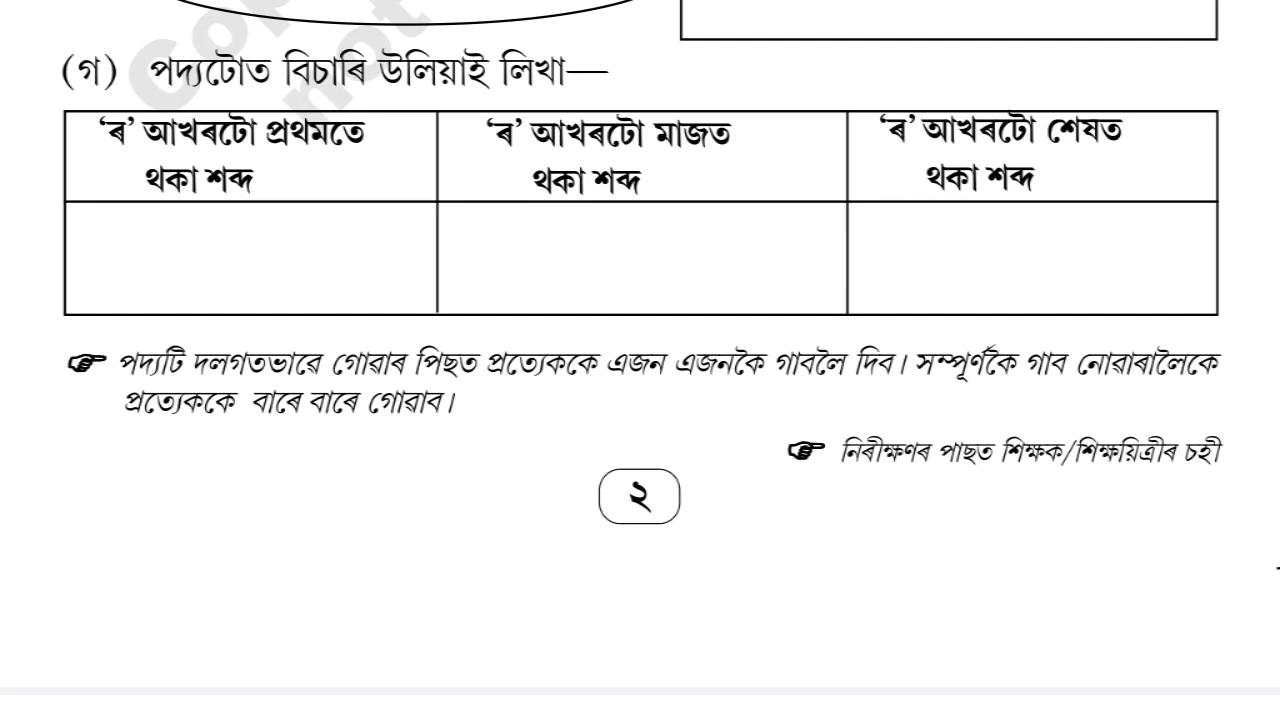 (গ) পদ্যটোত বিচাৰি উলিয়াই লিখা—
‘ৰ’ আখৰটো প্ৰথমতে
থকা শব্দ
‘ৰ’ আখৰটো মাজত
থকা শব্দ
‘ৰ’ আখৰটো শেষত
থকা শব্দ
☞ পদ্যটি দলগতভাৱে গোৱাৰ পিছত প্ৰত্যেককে এজন এজনকৈ গাবলৈ দিব। সম্পূৰ্ণকৈ গাব নোৱাৰালৈকে
প্ৰত্যেককে বাৰে বাৰে গোৱাব।
☞ নিৰীক্ষণৰ পাছত শিক্ষক/শিক্ষয়িত্ৰীৰ চহী
২